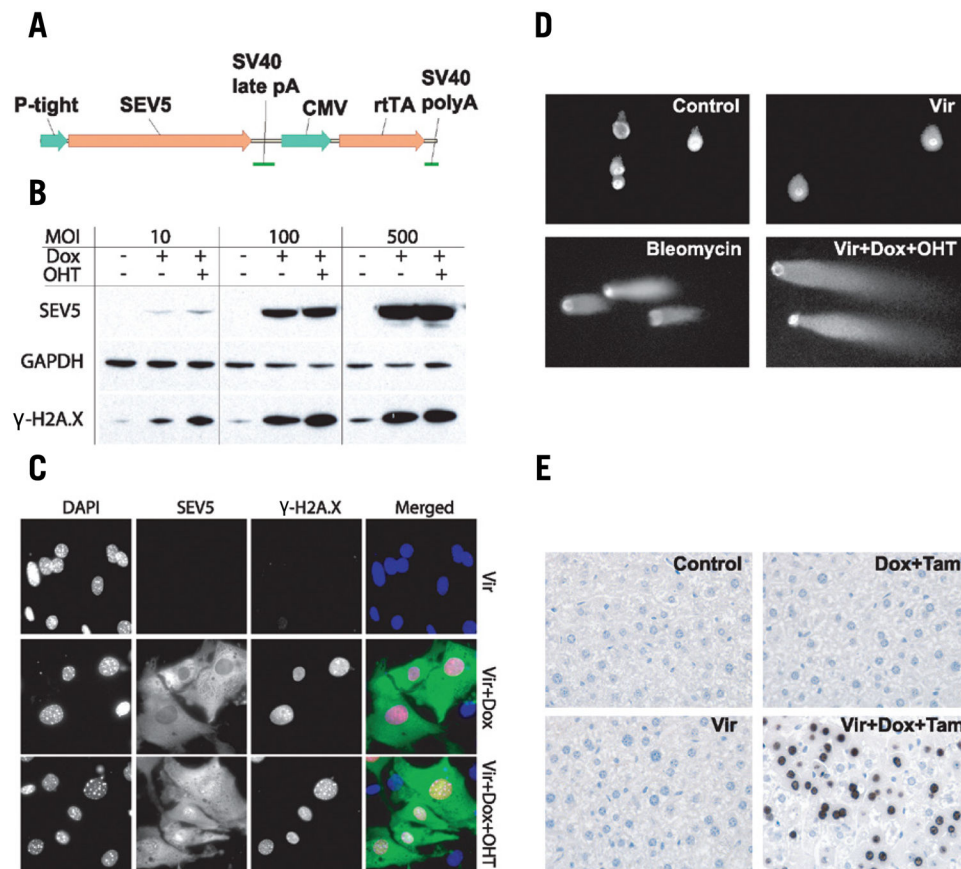 A
P-tight
SEV5
SV40
late pA
CMV
rtTA
SV40
polyA
B
MOI 10 100 500
Dox - + + - + + - + +
OHT + + +
SEV5
GAPDH
γ-H2A.X
C
DAPI SEV5 γ-H2A.X Merged
Vir
Vir+Dox
Vir+Dox+OHT
D
Control
Vir
Bleomycin
Vir+Dox+OHT
E
Control
Dox+Tam
Vir
Vir+Dox+Tam